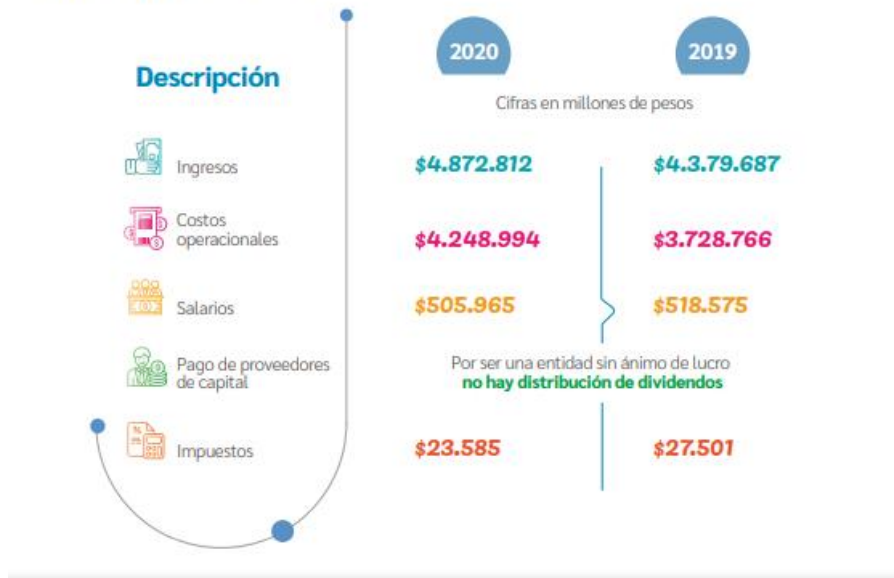 2020 2019
Descripción
Cifras en millones de pesos
Ingresos $4.872.812 $4.3.79.687
Costos
operacionales $4.248.994 $3.728.766
Salarios $505.965 $518.575
Pago de proveedores
de capital
Por ser una entidad sin ánimo de lucro
no hay distribución de dividendos
Impuestos $23.585 $27.501